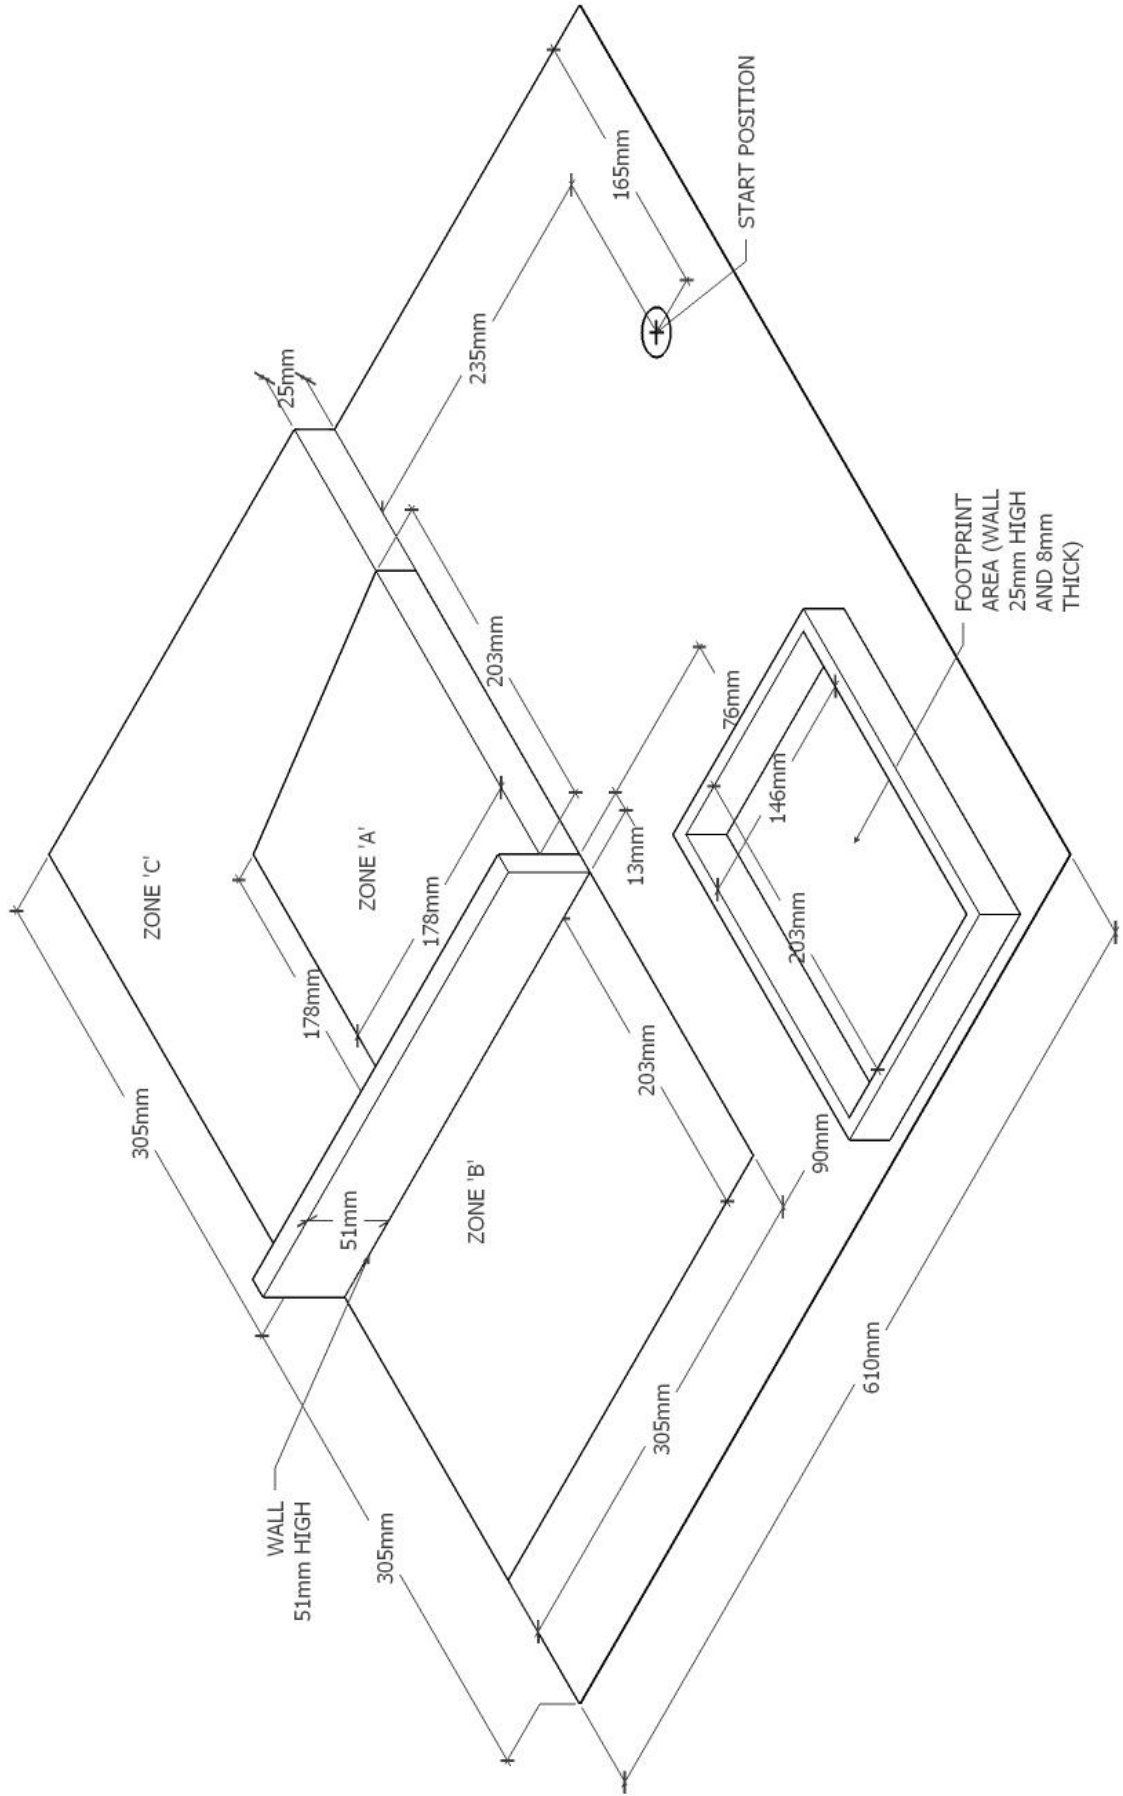 305mm
305mm
WALL
51mm HIGH
51mm
178mm
178mm
ZONE 'C'
ZONE 'A'
ZONE 'B'
203mm
25mm
235mm
165mm
START POSITION
203mm
13mm
76mm
146mm
203mm
90mm
305mm
610mm
FOOTPRINT
AREA (WALL
25mm HIGH
AND 8mm
THICK)